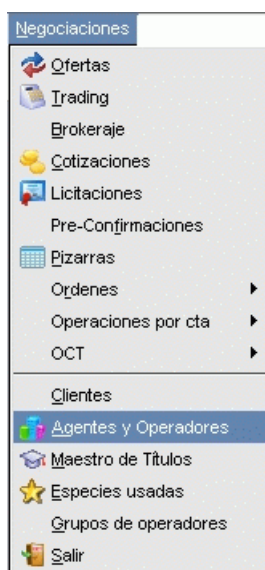 Negociaciones
Ofertas
Trading
Brokeraje
Cotizaciones
Licitaciones
Pre-Confirmaciones
Pizarras
Ordenes
Operaciones por cta
OCT
Clientes
Agentes y Operadores
Maestro de Títulos
Especies usadas
Grupos de operadores
Salir